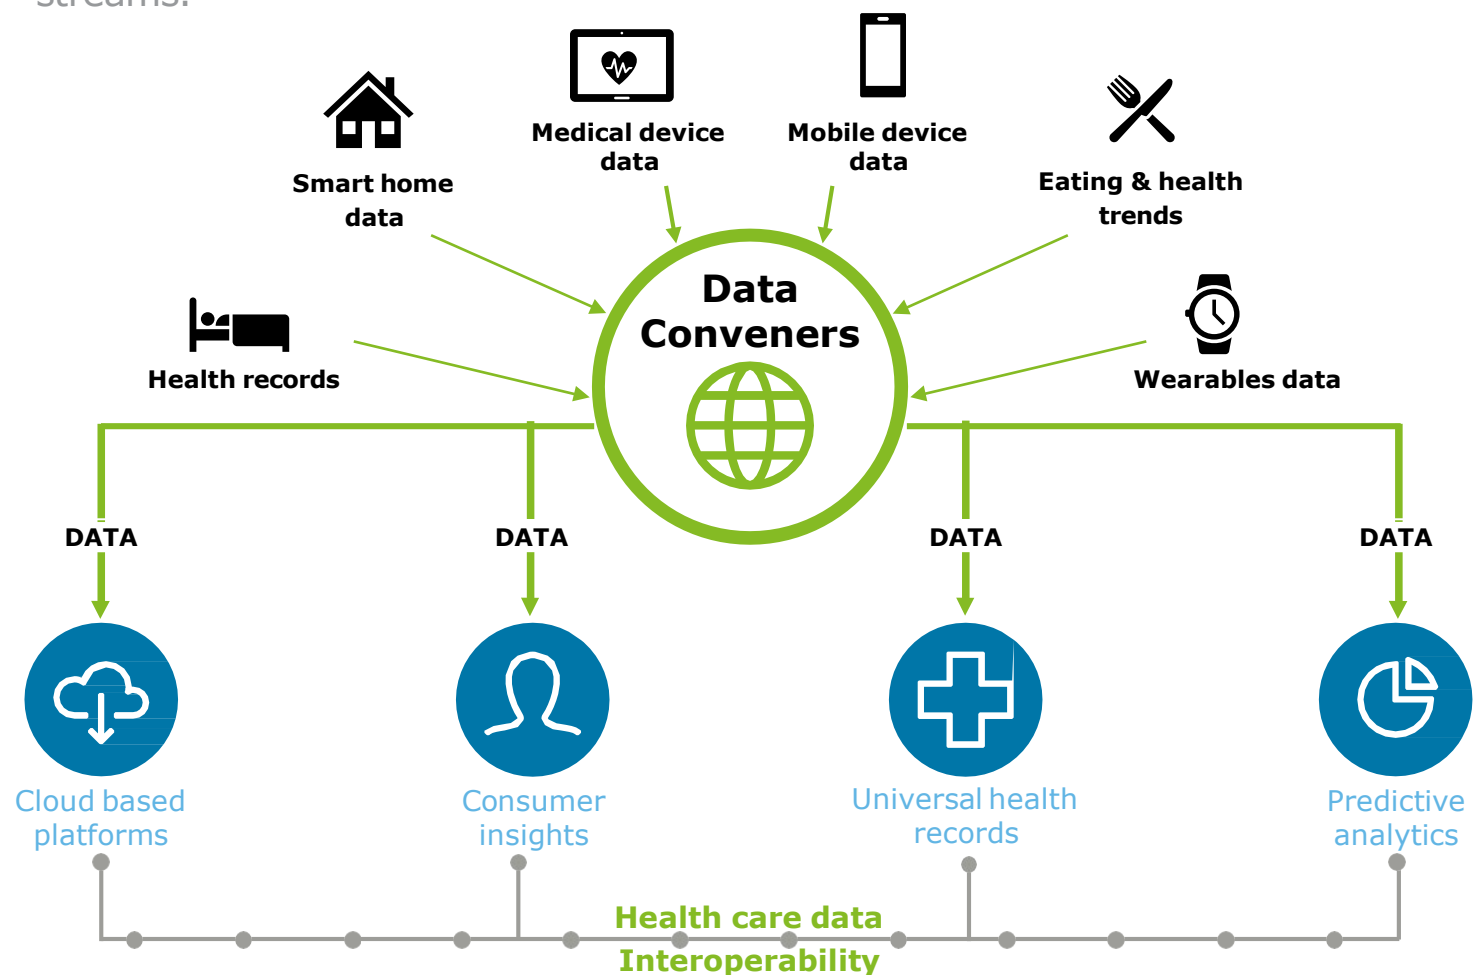 streams.
Medical device
data
Mobile device
data
Smart home
data
Eating & health
trends
Data
Conveners
Health records
Wearables data
DATA
DATA
DATA
DATA
Cloud based
platforms
Consumer
insights
Universal health
records
Predictive
analytics
Health care data
Interoperability